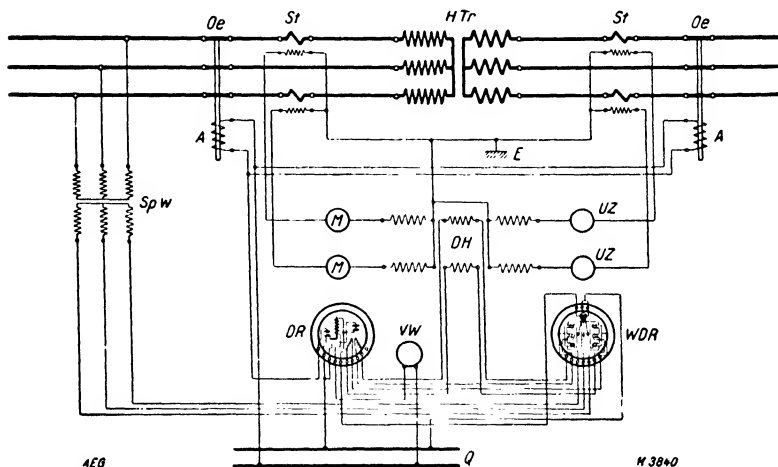 Oe St H Tr St Oe
A E A
Sp W
M UZ
DH
M UZ
DR VW WDR
Q
AEG M 3840